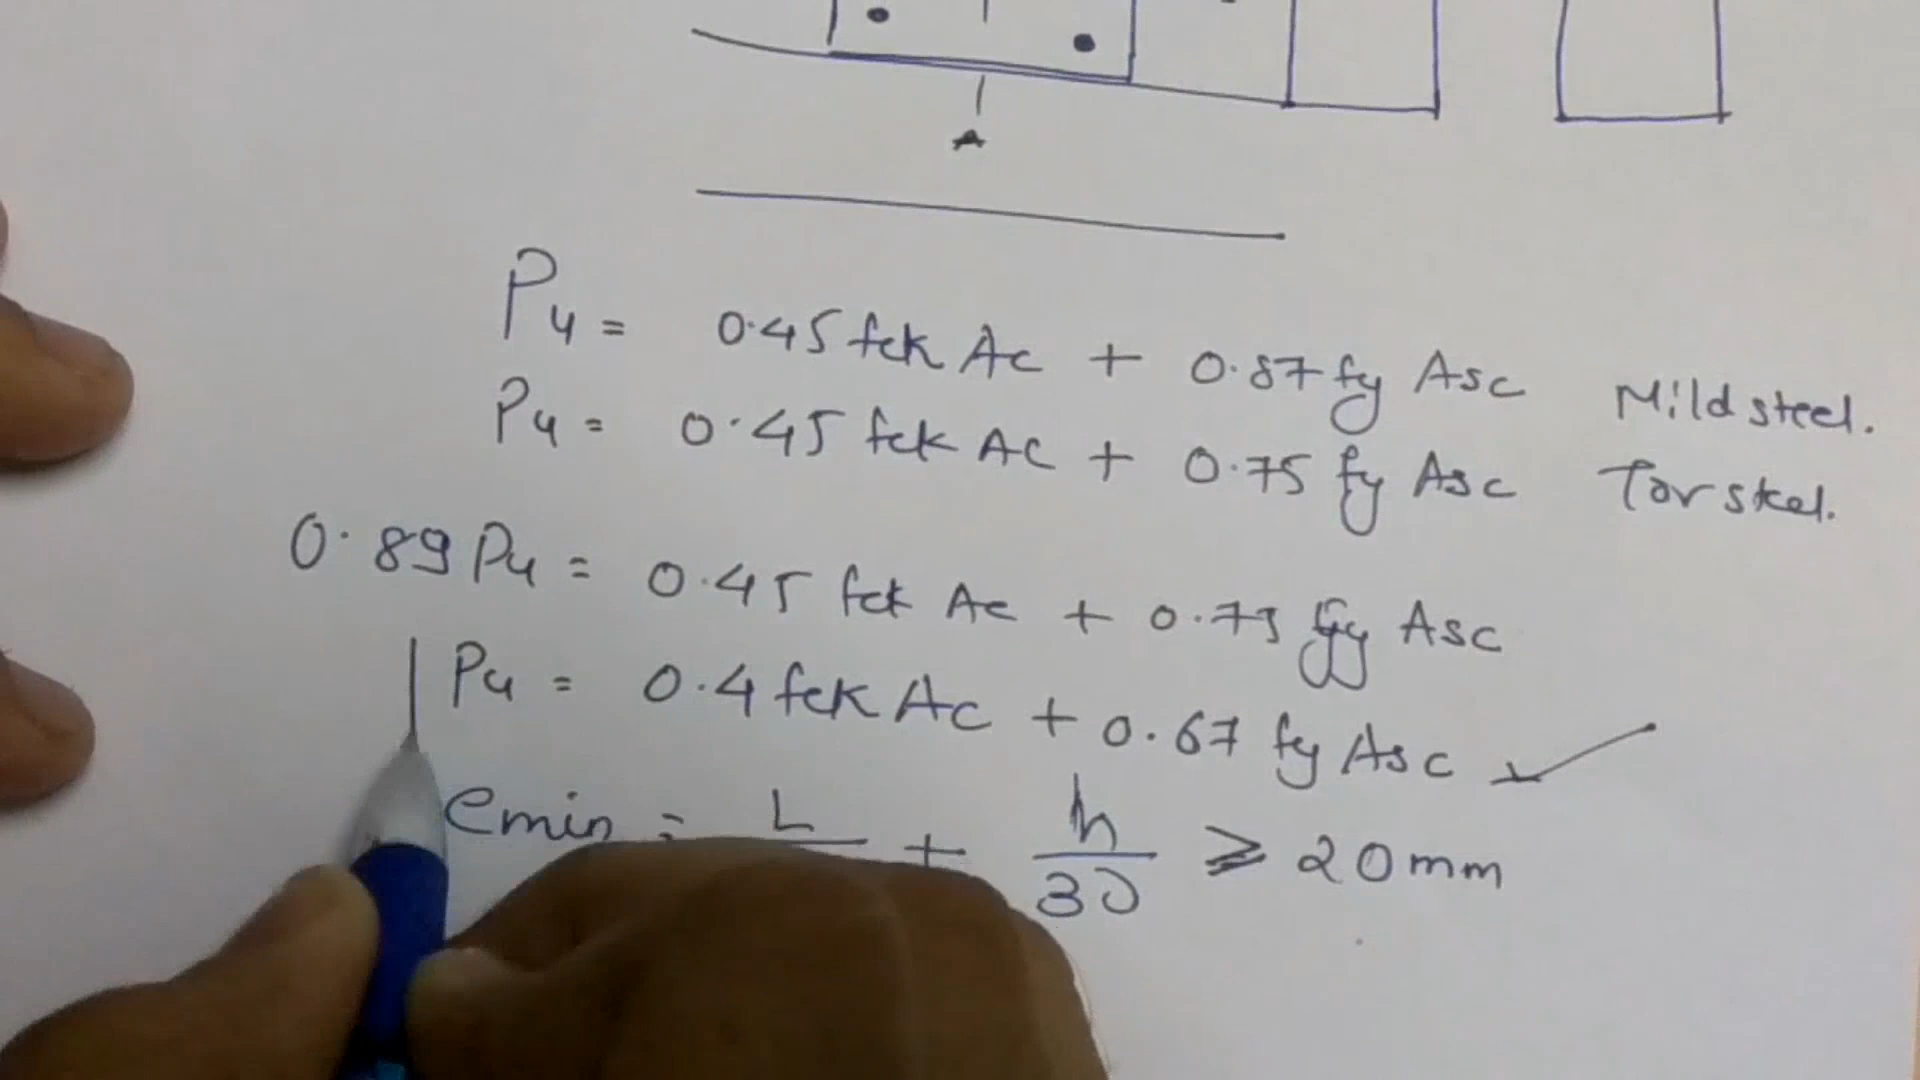 A
Pu = 0.45 fck Ac + 0.87 fy Asc Mild steel.
Pu = 0.45 fck Ac + 0.75 fy Asc Tor steel.
0.89 Pu = 0.45 fck Ac + 0.75 fy Asc
Pu = 0.4 fck Ac + 0.67 fy Asc ✓
emin = L + h/30 ≥ 20mm